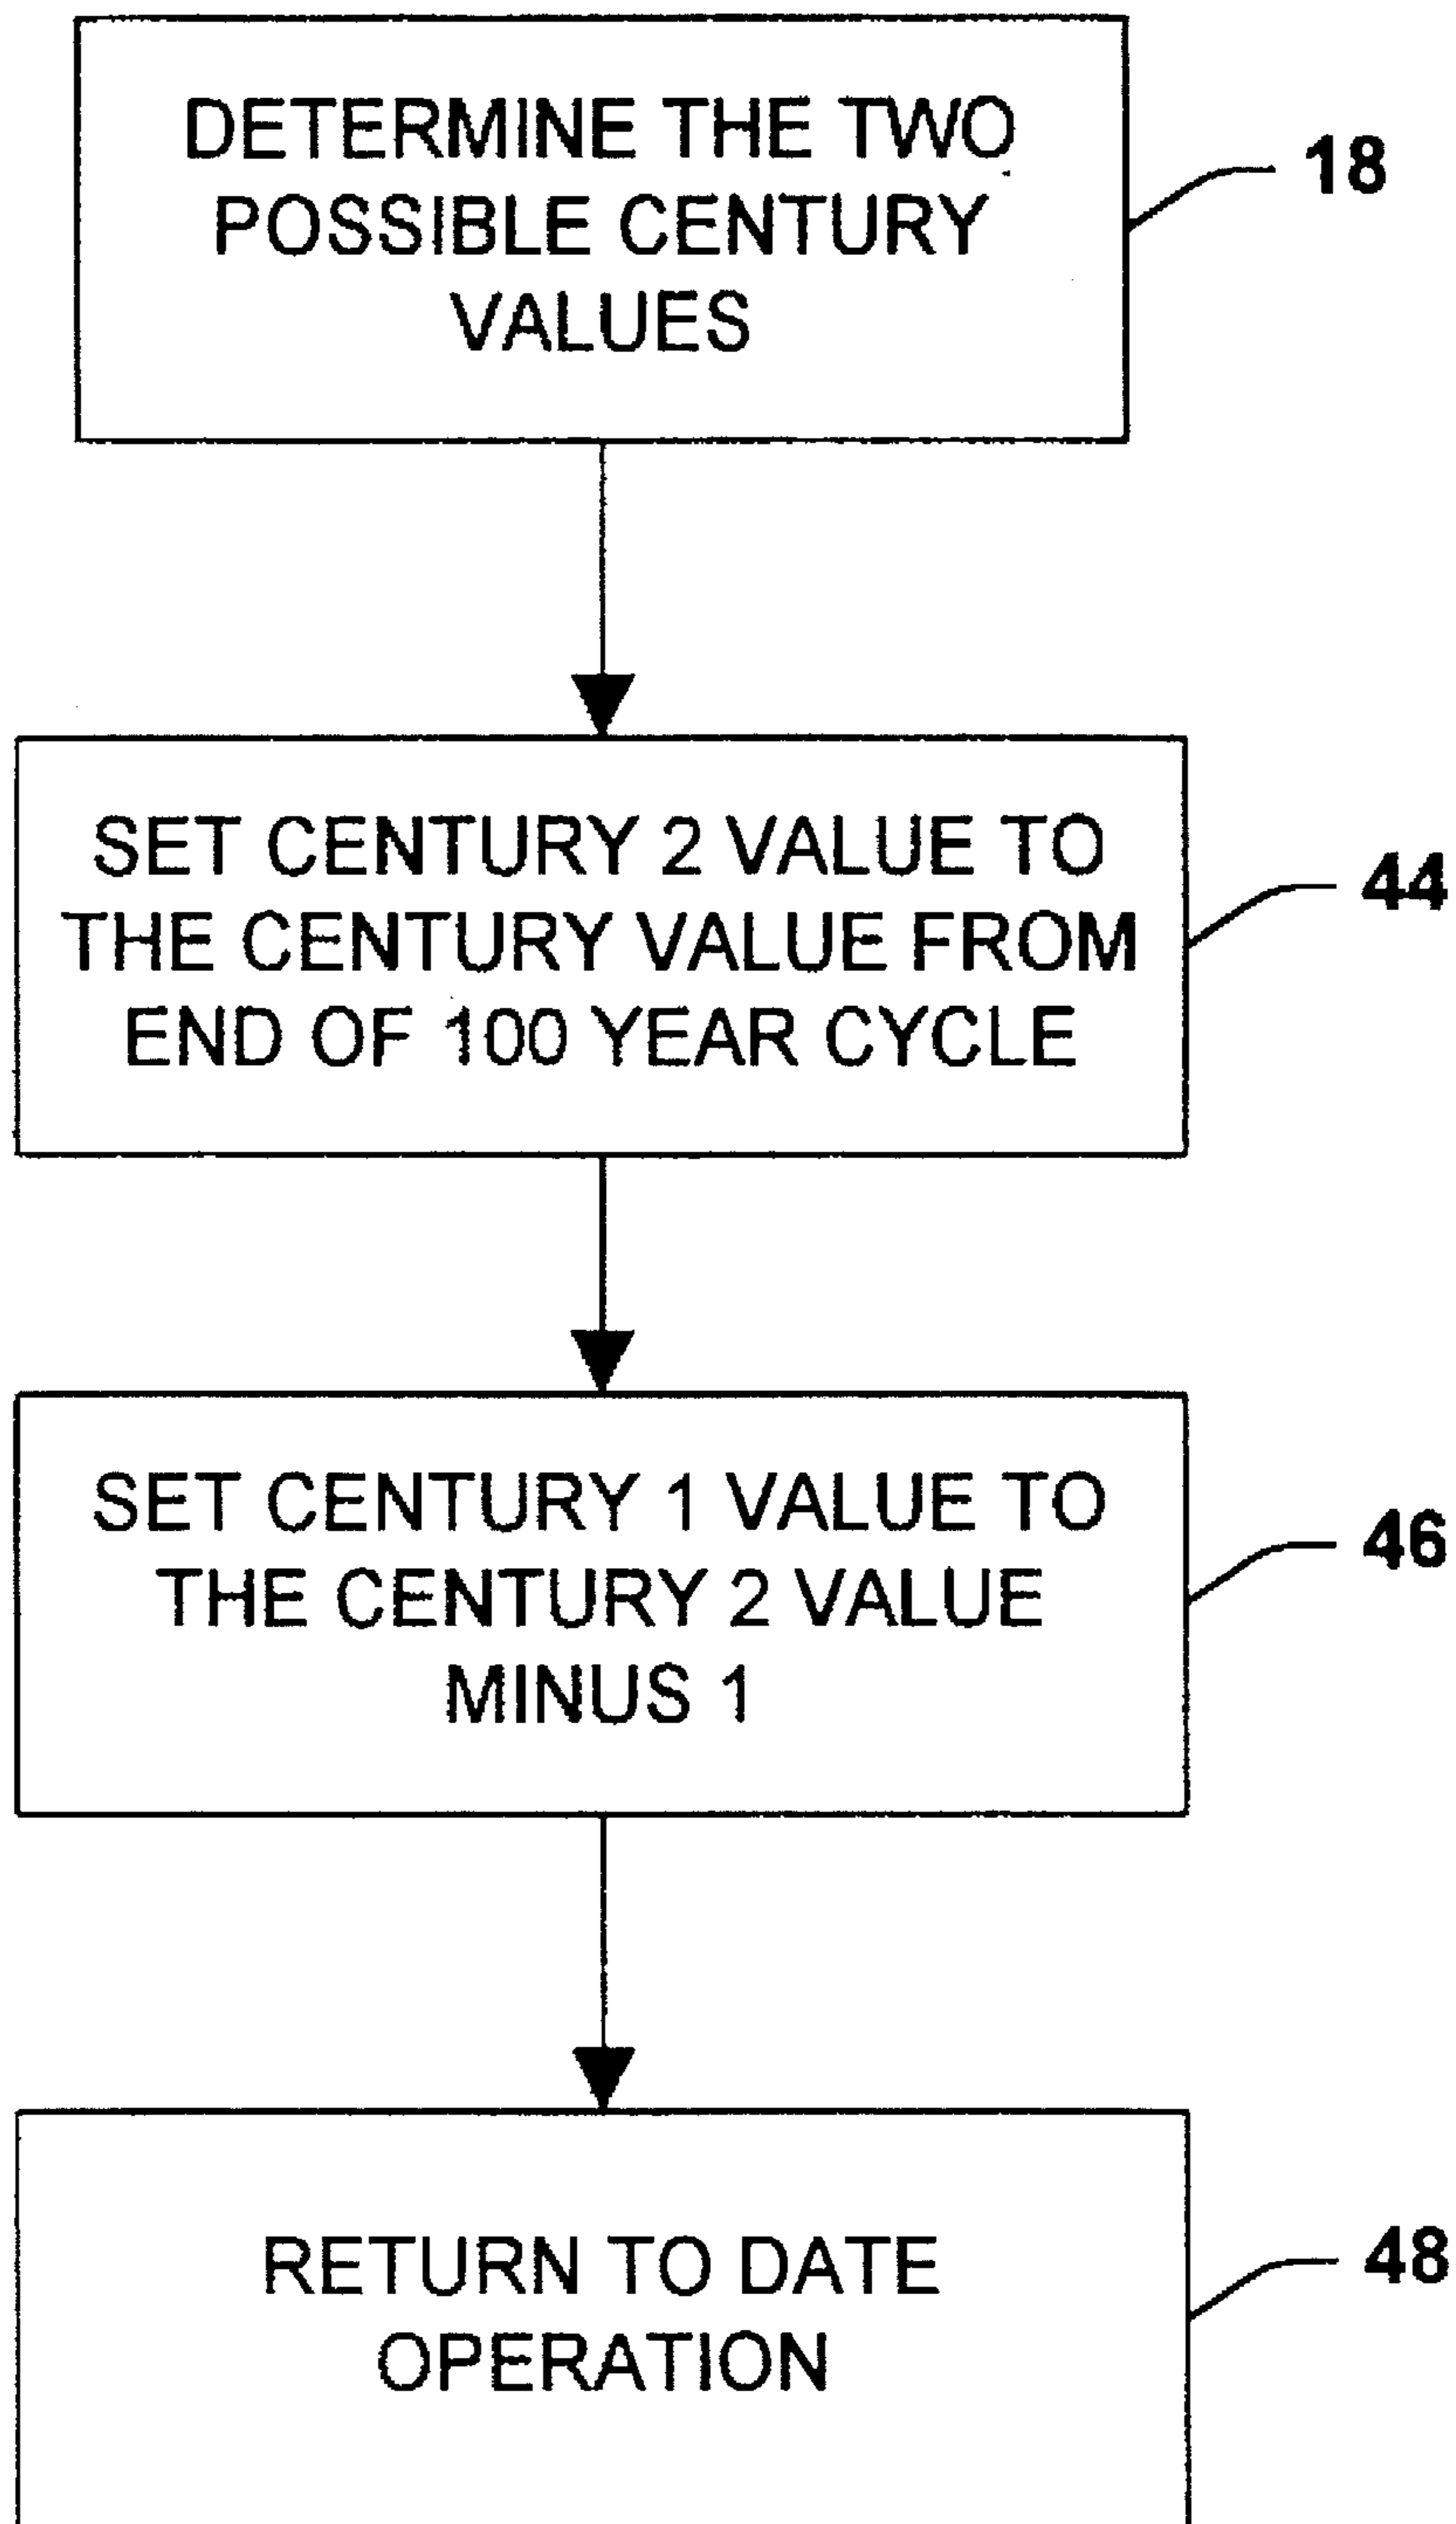 DETERMINE THE TWO
POSSIBLE CENTURY
VALUES
18
SET CENTURY 2 VALUE TO
THE CENTURY VALUE FROM
END OF 100 YEAR CYCLE
44
SET CENTURY 1 VALUE TO
THE CENTURY 2 VALUE
MINUS 1
46
RETURN TO DATE
OPERATION
48